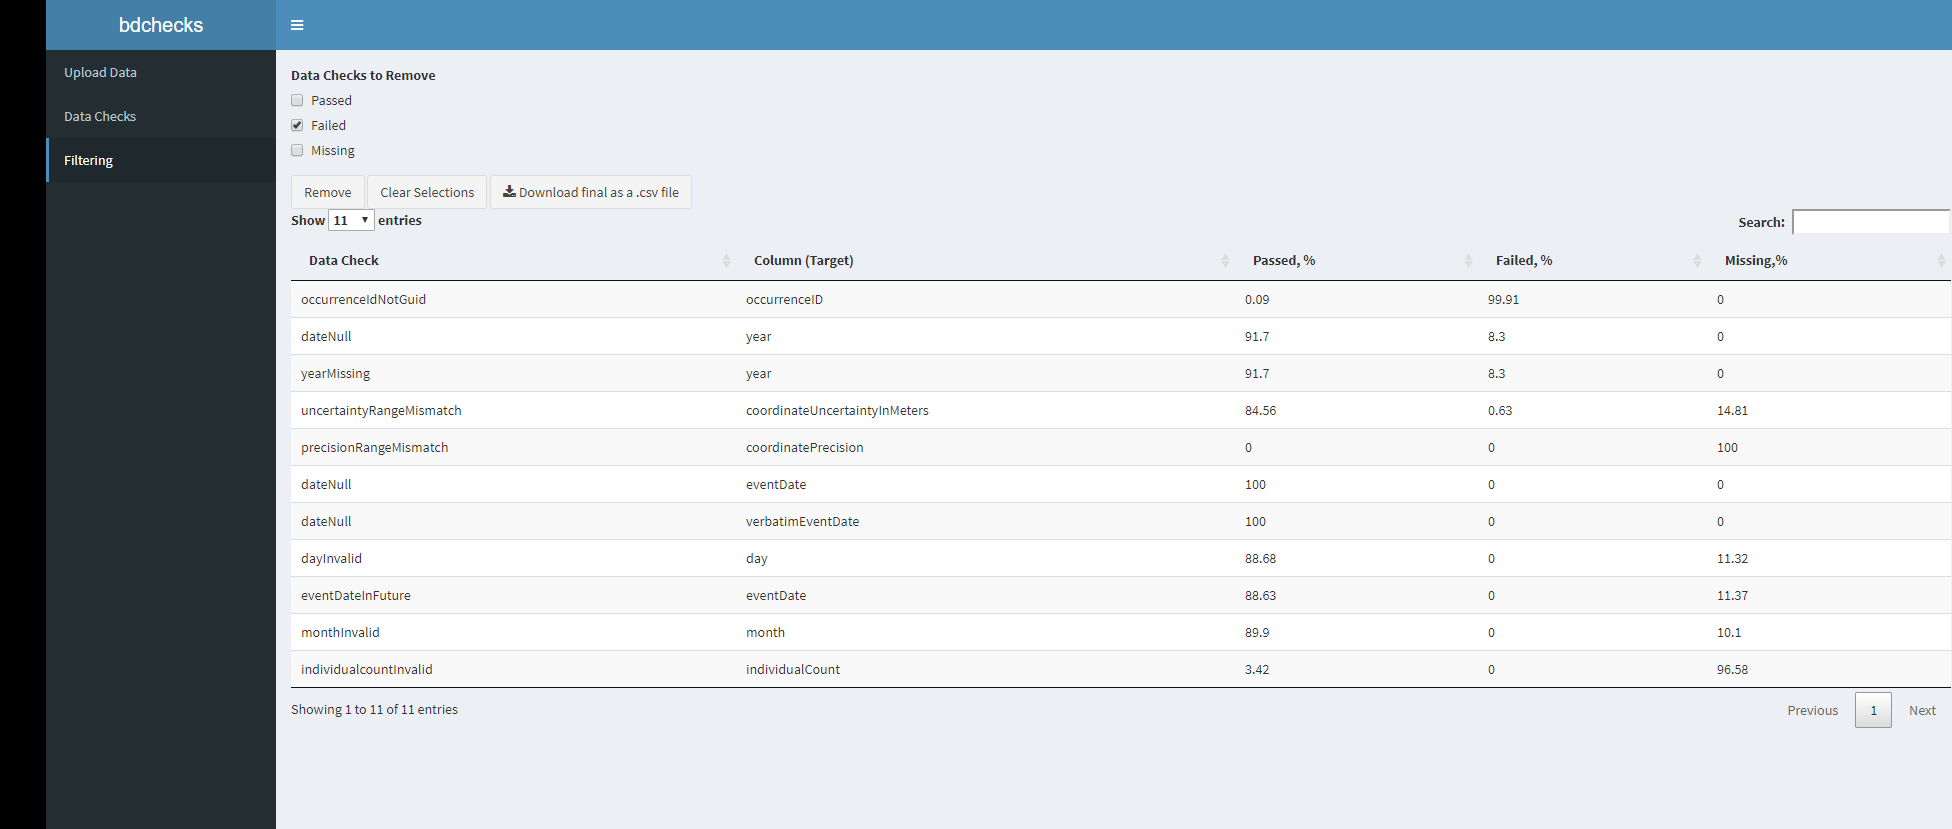 bdchecks
Upload Data
Data Checks
Filtering
Data Checks to Remove
Passed
Failed
Missing
Remove Clear Selections Download final as a .csv file
Show 11 entries Search:
Data Check Column (Target) Passed, % Failed, % Missing,%
occurrenceIdNotGuid occurrenceID 0.09 99.91 0
dateNull year 91.7 8.3 0
yearMissing year 91.7 8.3 0
uncertaintyRangeMismatch coordinateUncertaintyInMeters 84.56 0.63 14.81
precisionRangeMismatch coordinatePrecision 0 0 100
dateNull eventDate 100 0 0
dateNull verbatimEventDate 100 0 0
dayInvalid day 88.68 0 11.32
eventDateInFuture eventDate 88.63 0 11.37
monthInvalid month 89.9 0 10.1
individualcountInvalid individualCount 3.42 0 96.58
Showing 1 to 11 of 11 entries Previous 1 Next